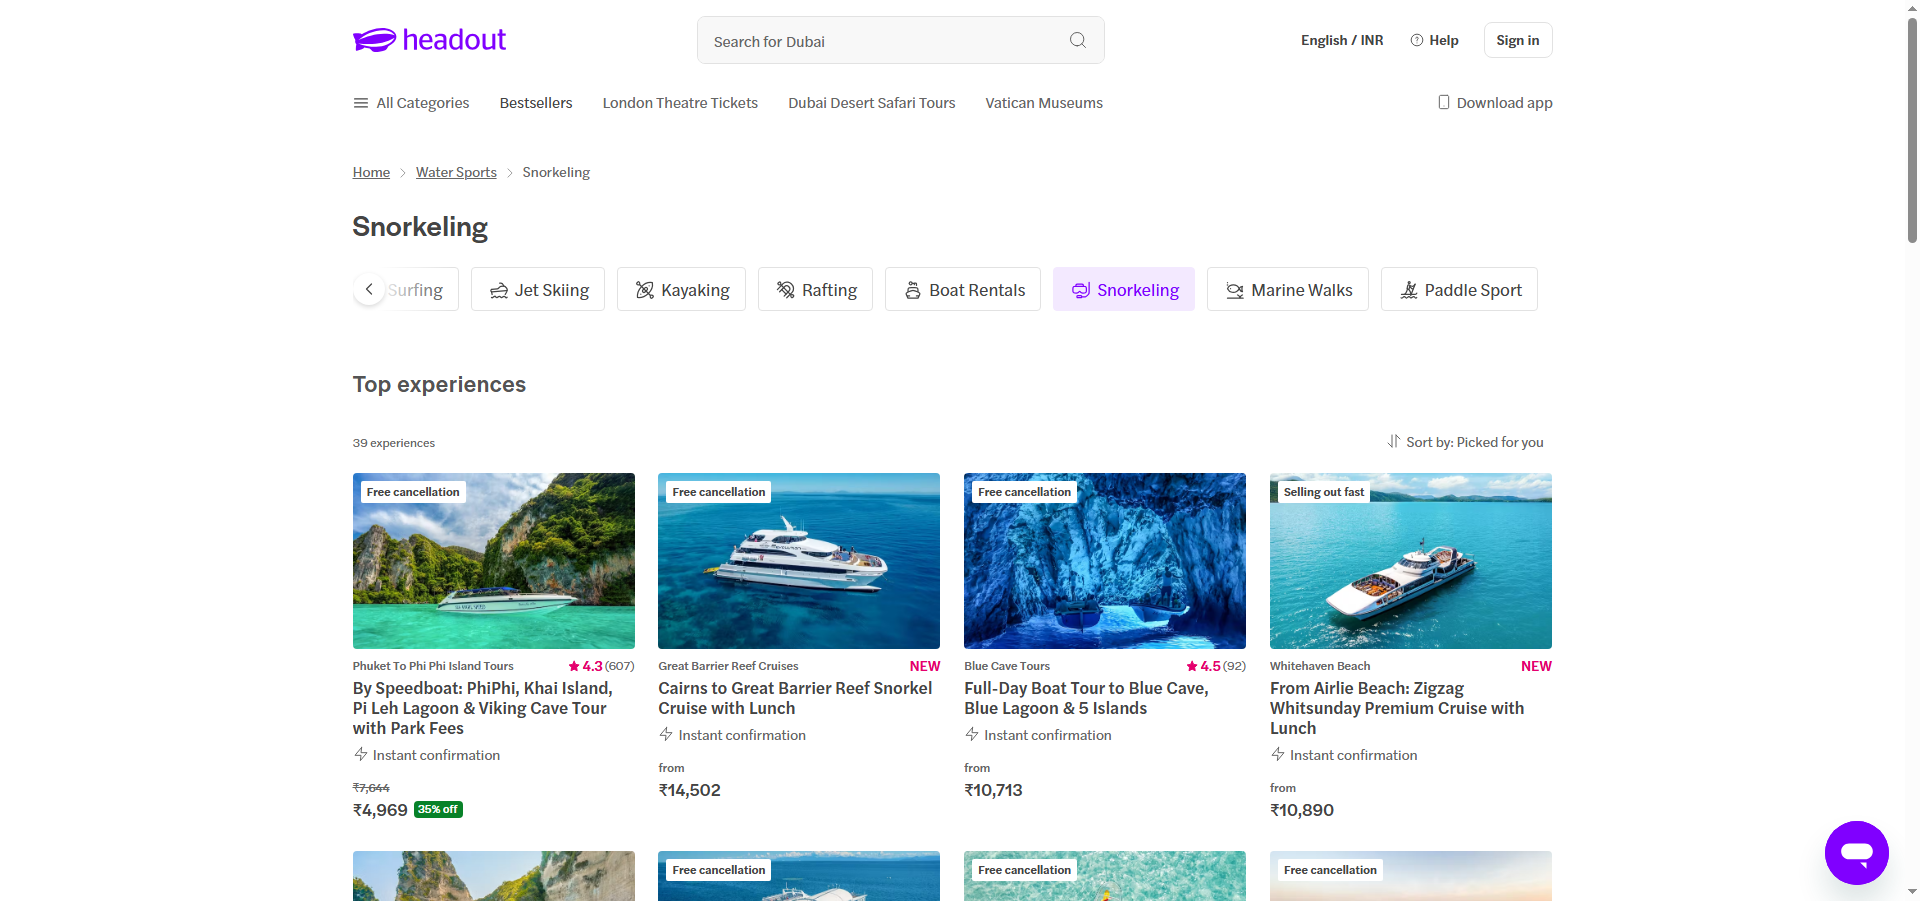 headout
Search for Dubai
English / INR
Help
Sign in
All Categories
Bestsellers
London Theatre Tickets
Dubai Desert Safari Tours
Vatican Museums
Download app
Home
Water Sports
Snorkeling
Snorkeling
Surfing
Jet Skiing
Kayaking
Rafting
Boat Rentals
Snorkeling
Marine Walks
Paddle Sport
Top experiences
39 experiences
Sort by: Picked for you
Free cancellation
Phuket To Phi Phi Island Tours
4.3 (607)
By Speedboat: PhiPhi, Khai Island,
Pi Leh Lagoon & Viking Cave Tour
with Park Fees
Instant confirmation
₹7,644
₹4,969 35% off
Free cancellation
Great Barrier Reef Cruises
NEW
Cairns to Great Barrier Reef Snorkel
Cruise with Lunch
Instant confirmation
from
₹14,502
Free cancellation
Blue Cave Tours
4.5 (92)
Full-Day Boat Tour to Blue Cave,
Blue Lagoon & 5 Islands
Instant confirmation
from
₹10,713
Selling out fast
Whitehaven Beach
NEW
From Airlie Beach: Zigzag
Whitsunday Premium Cruise with
Lunch
Instant confirmation
from
₹10,890
Free cancellation
Free cancellation
Free cancellation